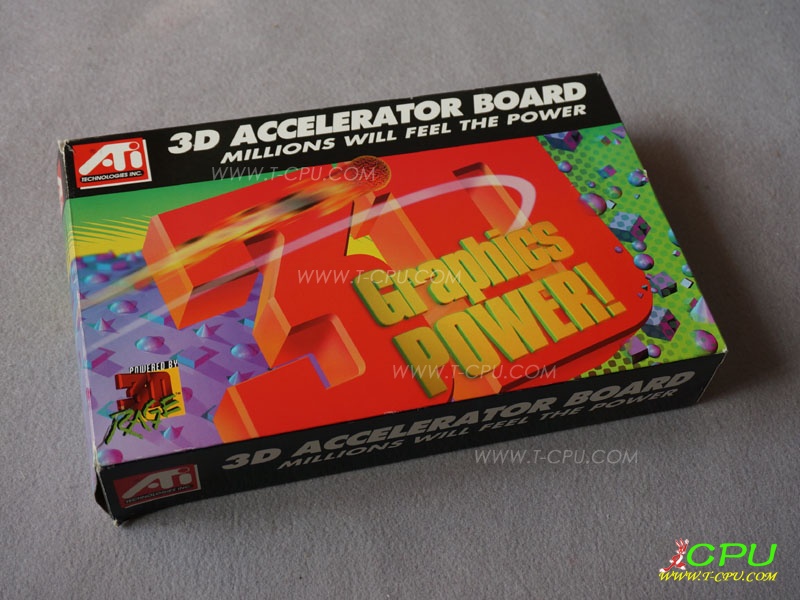 3D ACCELERATOR BOARD
MILLIONS WILL FEEL THE POWER
ATi
TECHNOLOGIES INC.
WWW.T-CPU.COM
3D
Graphics
POWER!
WWW.T-CPU.COM
WWW.T-CPU.COM
POWERED BY
3D
RAGE
3D ACCELERATOR BOARD
MILLIONS WILL FEEL THE POWER
ATi
TECHNOLOGIES INC.
WWW.T-CPU.COM
CPU
WWW.T-CPU.COM